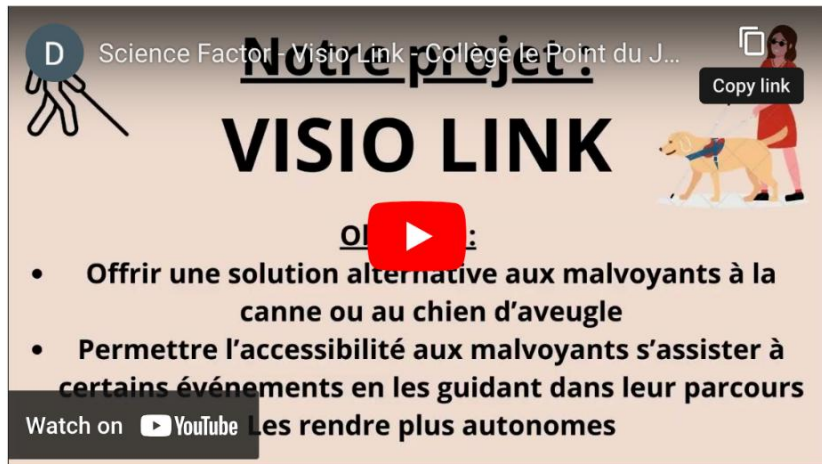 D
Science Factor - Visio Link - Collège le Point du J...
Notre projet :
Copy link
VISIO LINK
:
• Offrir une solution alternative aux malvoyants à la
canne ou au chien d’aveugle
• Permettre l’accessibilité aux malvoyants s’assister à
certains événements en les guidant dans leur parcours
Watch on YouTube
Les rendre plus autonomes